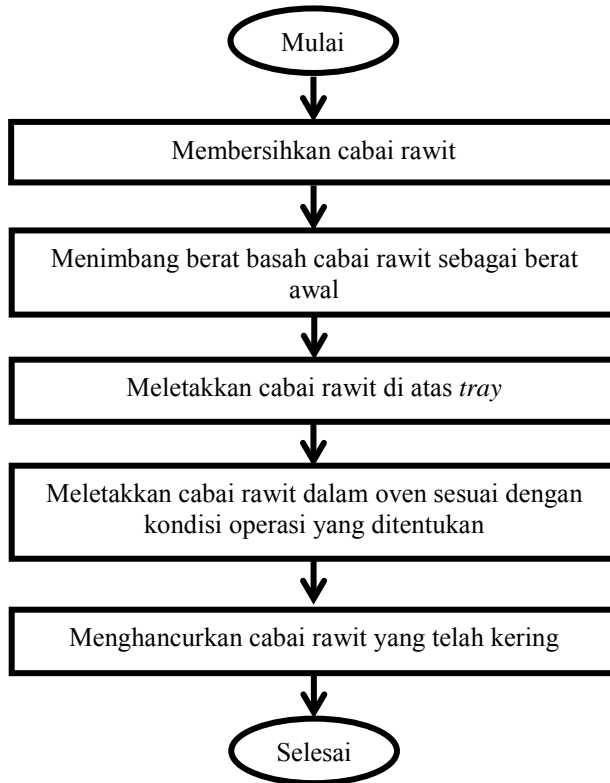 Mulai
Membersihkan cabai rawit
Menimbang berat basah cabai rawit sebagai berat
awal
Meletakkan cabai rawit di atas tray
Meletakkan cabai rawit dalam oven sesuai dengan
kondisi operasi yang ditentukan
Menghancurkan cabai rawit yang telah kering
Selesai